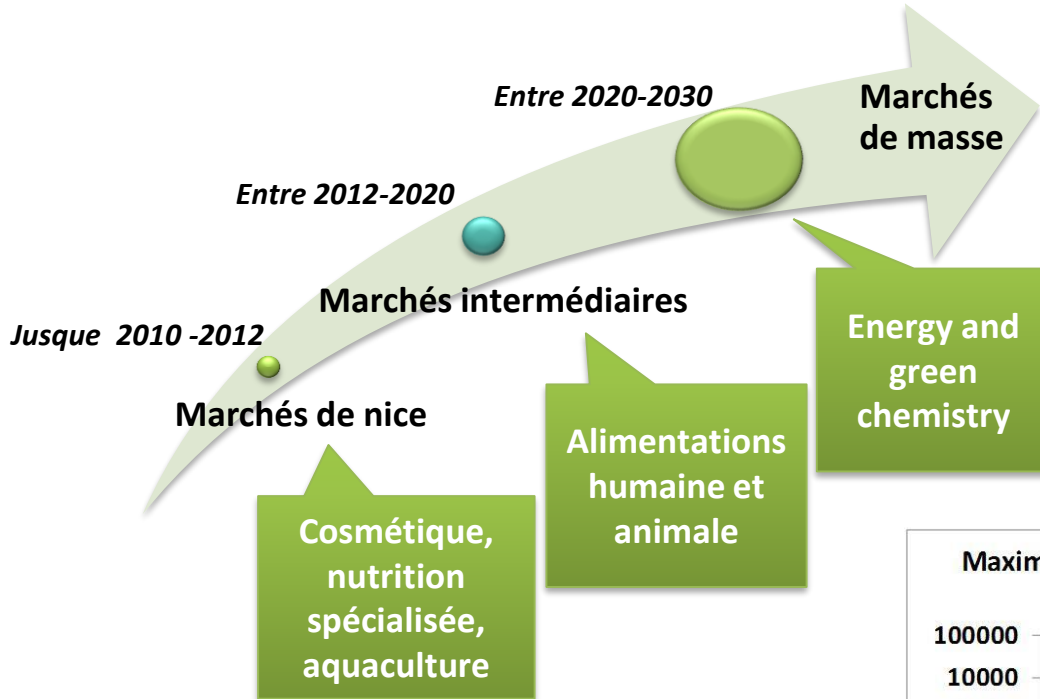 Entre 2020-2030
Marchés
de masse
Entre 2012-2020
Marchés intermédiaires
Jusque 2010 -2012
Marchés de nice
Energy and
green
chemistry
Alimentations
humaine et
animale
Cosmétique,
nutrition
spécialisée,
aquaculture
Maxim
100000
10000